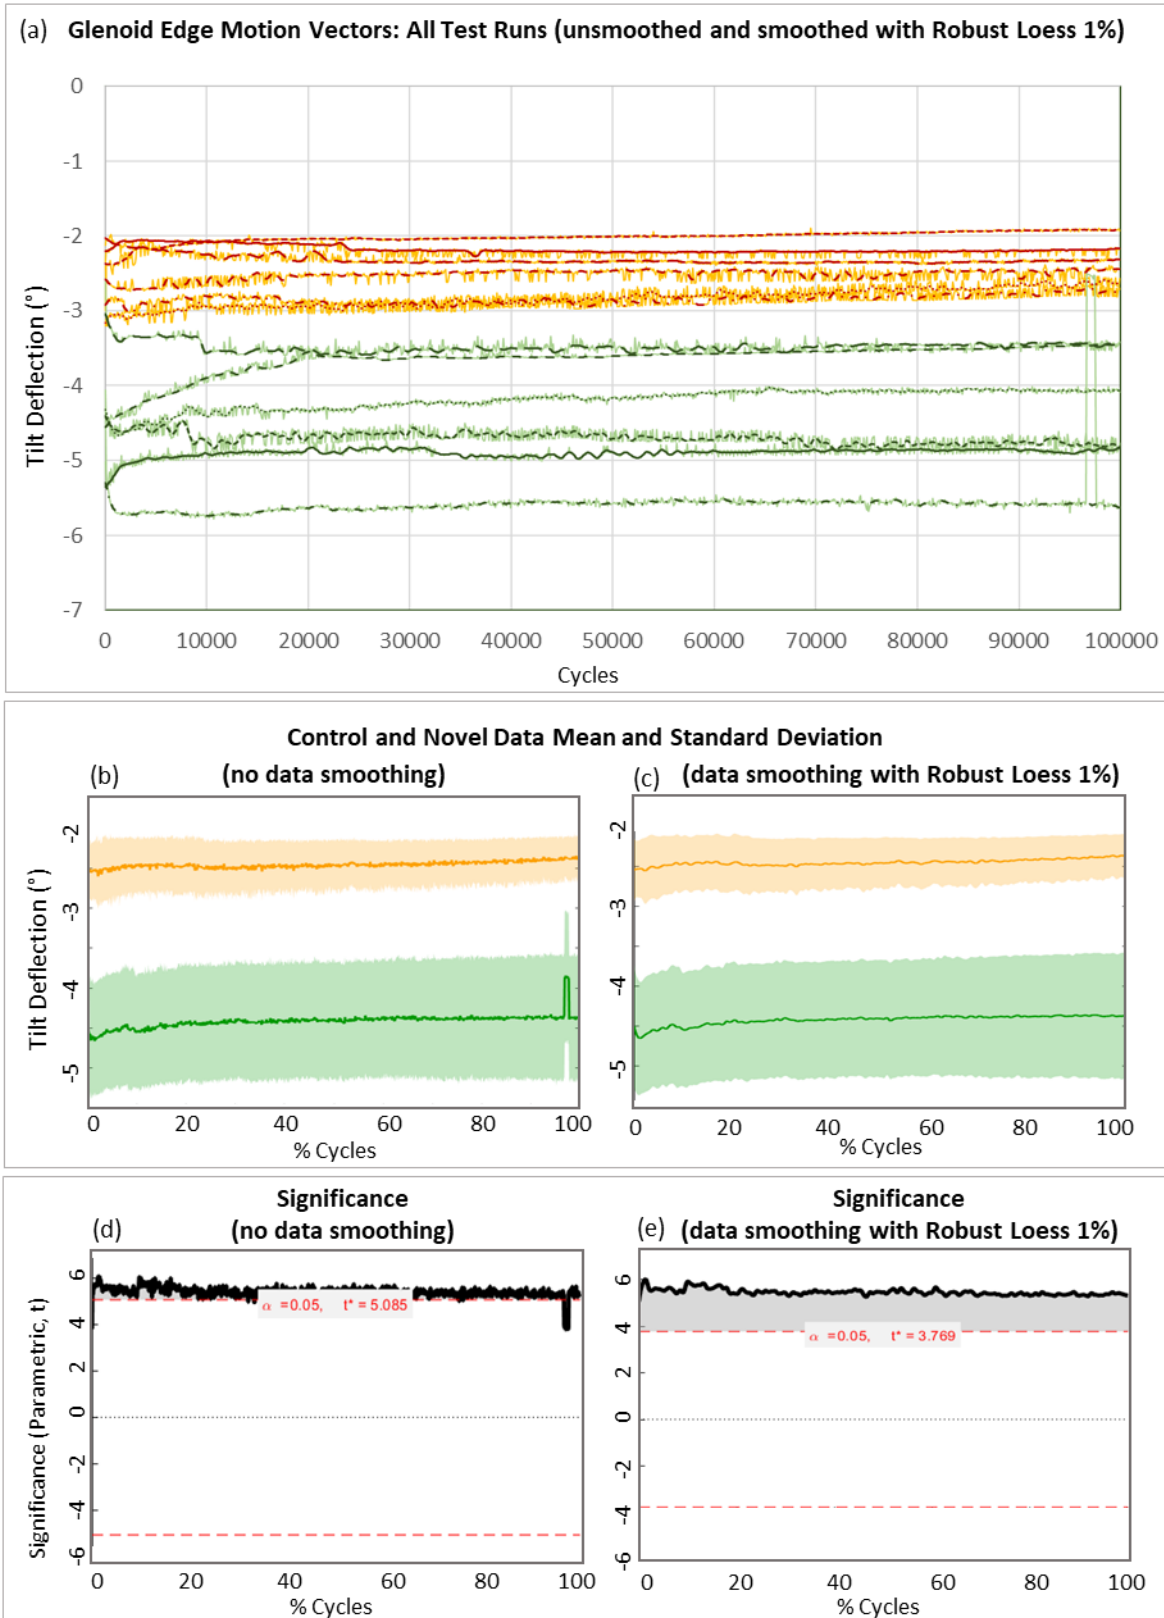 (a) Glenoid Edge Motion Vectors: All Test Runs (unsmoothed and smoothed with Robust Loess 1%)
0
-1
-2
-3
-4
-5
-6
-7
Tilt Deflection (°)
0 10000 20000 30000 40000 50000 60000 70000 80000 90000 100000
Cycles
Control and Novel Data Mean and Standard Deviation
(b) (no data smoothing)
-2
-3
-4
-5
Tilt Deflection (°)
0 20 40 60 80 100
% Cycles
(c) (data smoothing with Robust Loess 1%)
-2
-3
-4
-5
0 20 40 60 80 100
% Cycles
Significance
(d) (no data smoothing)
6
4
2
0
-2
-4
-6
Significance (Parametric, t)
α =0.05, t* = 5.085
0 20 40 60 80 100
% Cycles
Significance
(e) (data smoothing with Robust Loess 1%)
6
4
2
0
-2
-4
-6
α =0.05, t* = 3.769
0 20 40 60 80 100
% Cycles